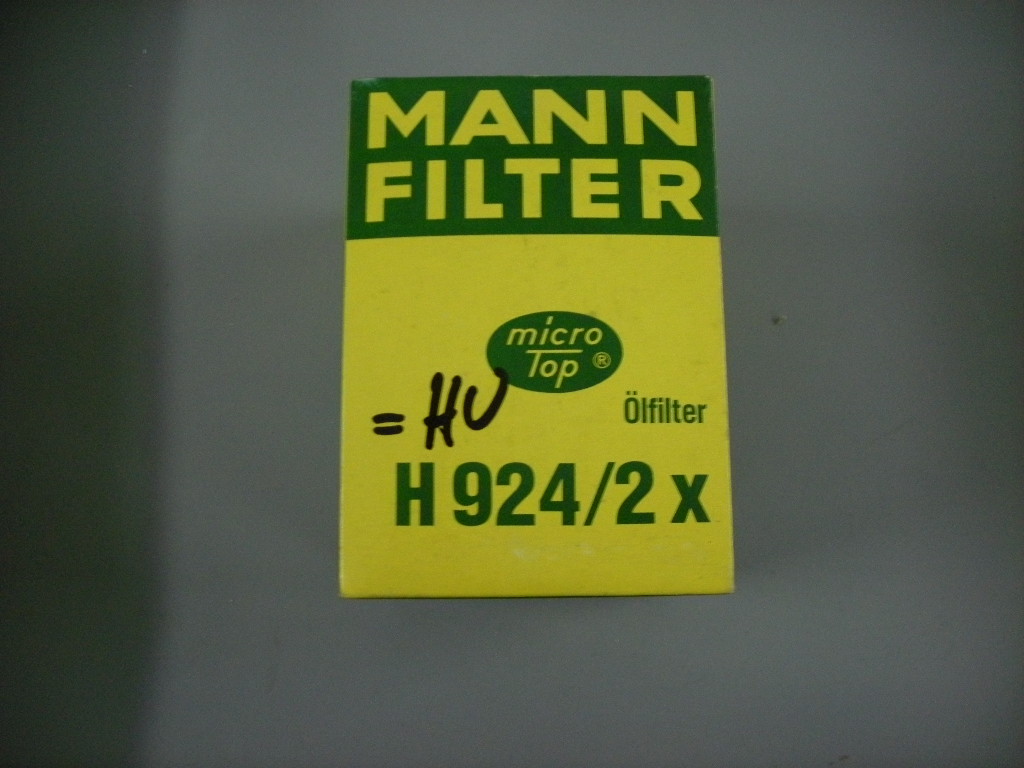 MANN
FILTER
micro
Top ®
Ölfilter
= HU
H 924/2 x